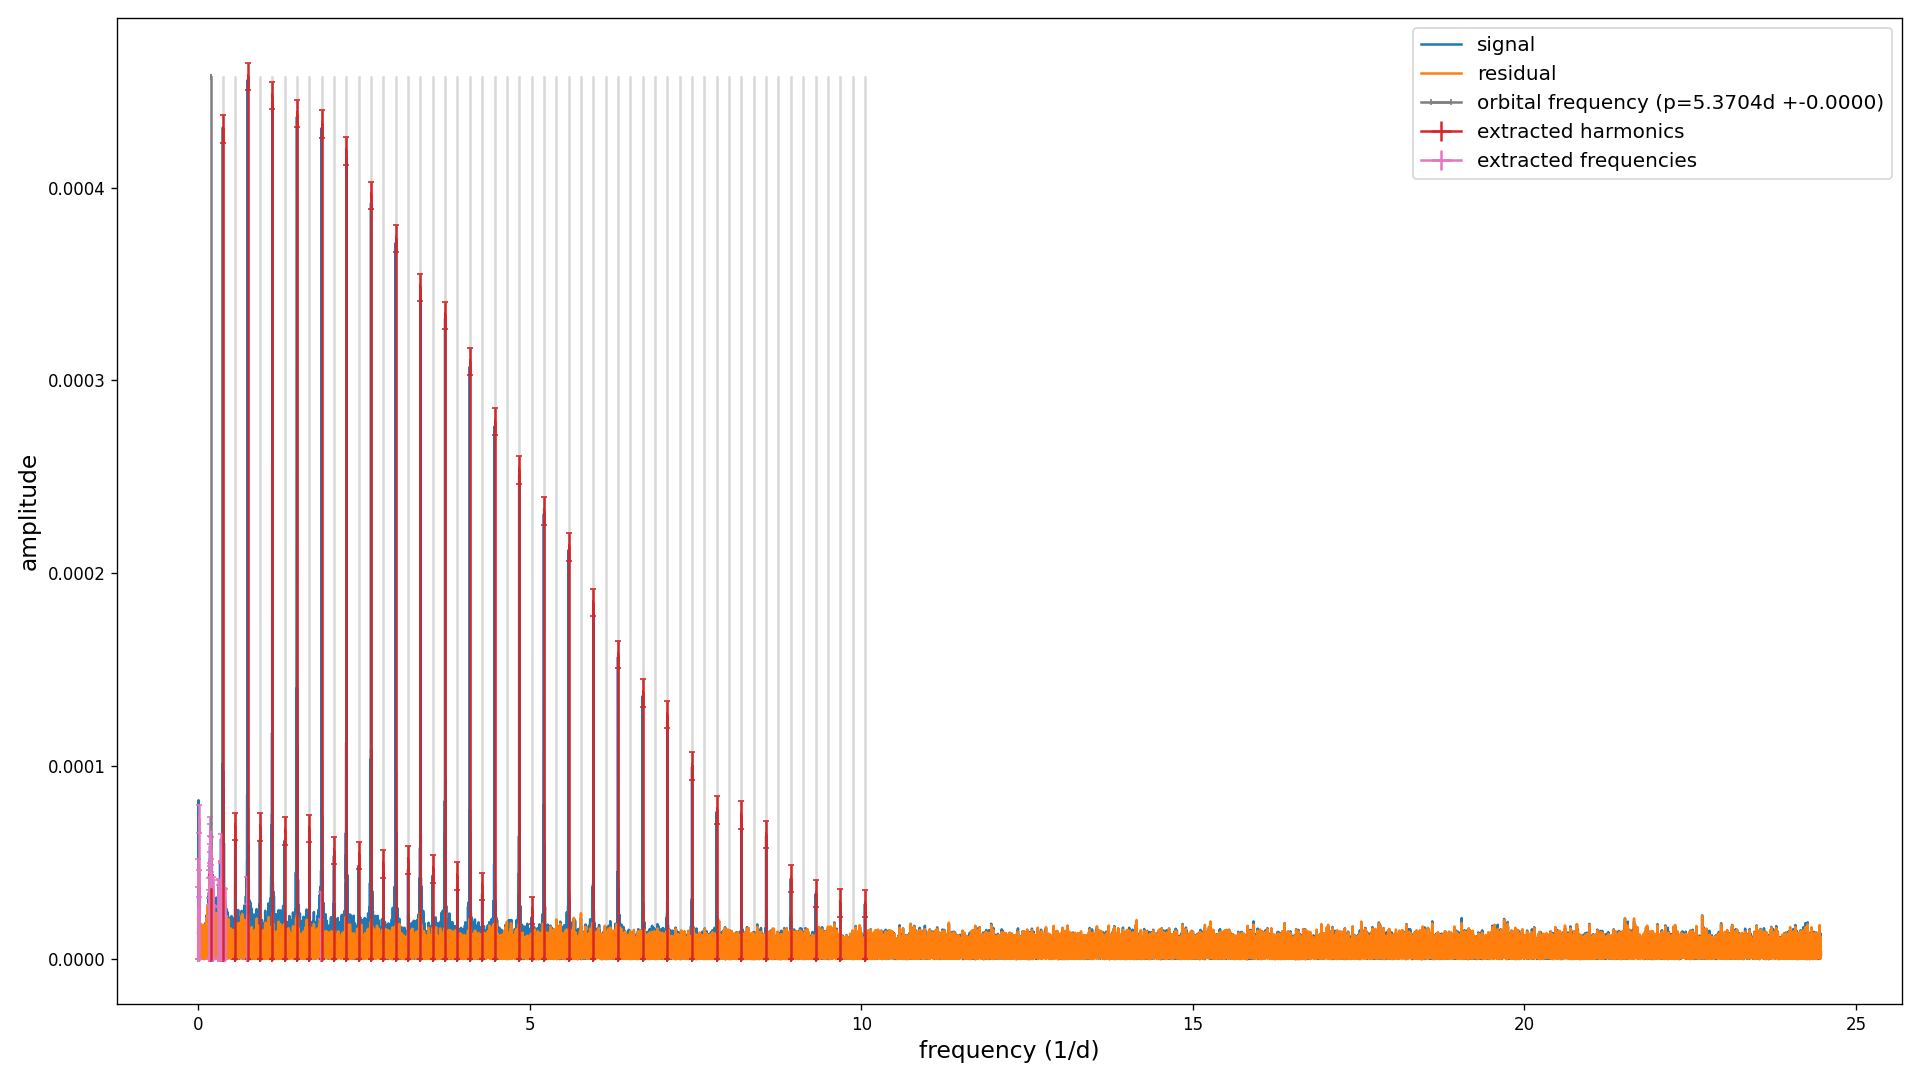 signal
residual
orbital frequency (p=5.3704d +-0.0000)
extracted harmonics
extracted frequencies
amplitude
0.0004
0.0003
0.0002
0.0001
0.0000
0 5 10 15 20 25
frequency (1/d)